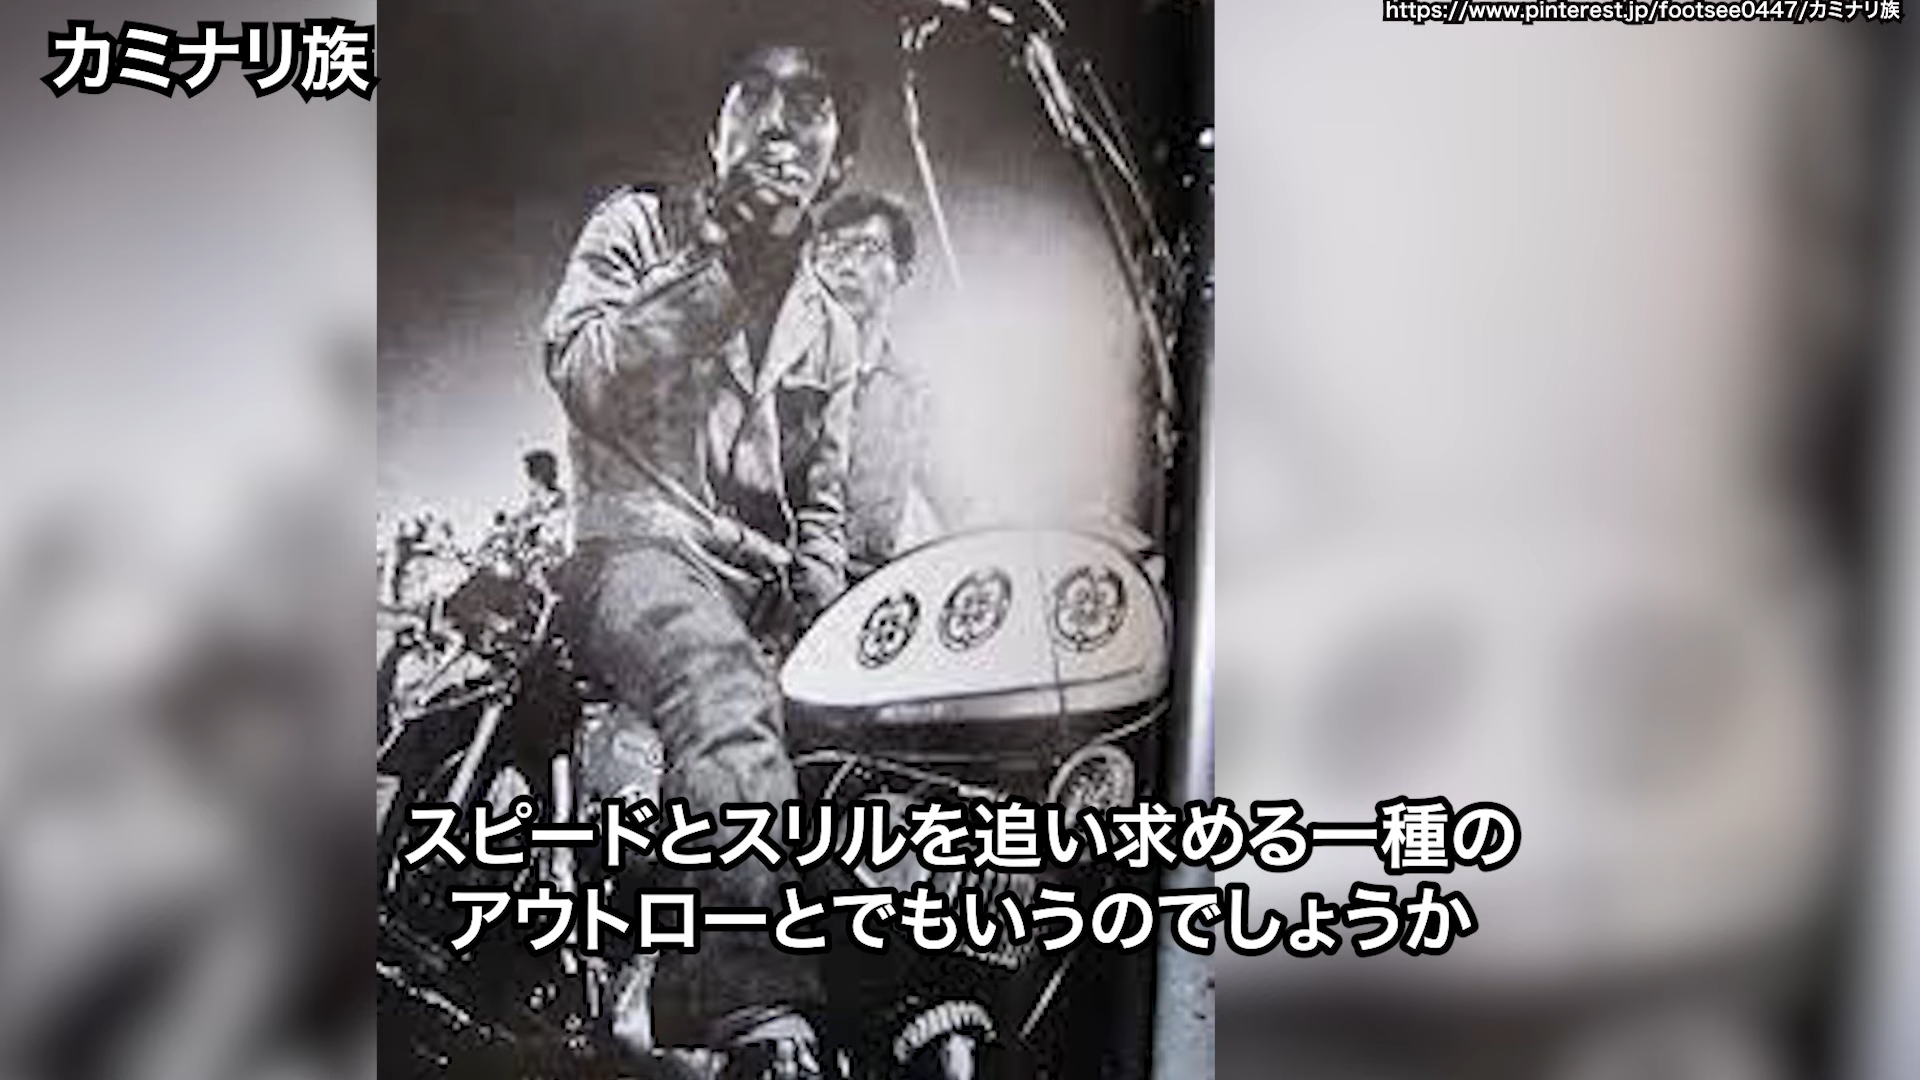 カミナリ族
https://www.pinterest.jp/footsee0447/カミナリ族
スピードとスリルを追い求める一種の
アウトローとでもいうのでしょうか